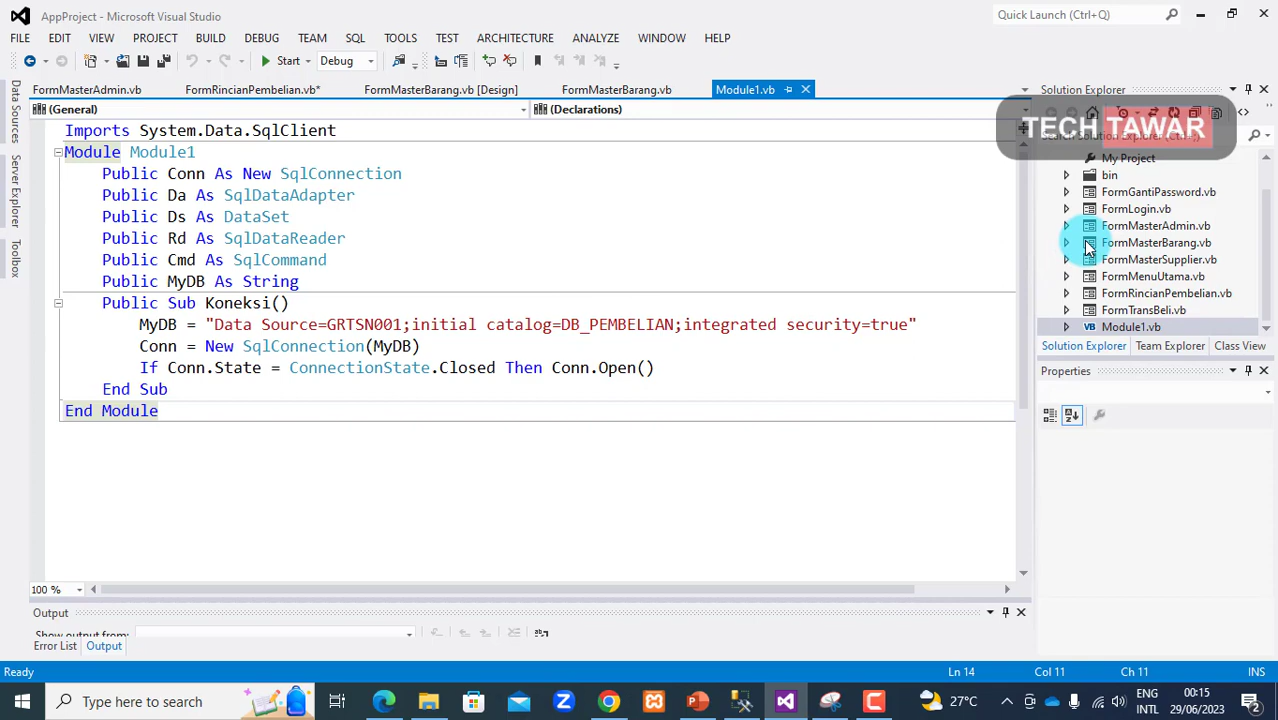 AppProject - Microsoft Visual Studio
Quick Launch (Ctrl+Q)
FILE EDIT VIEW PROJECT BUILD DEBUG TEAM SQL TOOLS TEST ARCHITECTURE ANALYZE WINDOW HELP
Start Debug
FormMasterAdmin.vb FormRincianPembelian.vb* FormMasterBarang.vb [Design] FormMasterBarang.vb Module1.vb
Solution Explorer
(General) (Declarations)
TECH TAWAR
Data Sources
Server Explorer
Toolbox
Imports System.Data.SqlClient
Module Module1
Public Conn As New SqlConnection
Public Da As SqlDataAdapter
Public Ds As DataSet
Public Rd As SqlDataReader
Public Cmd As SqlCommand
Public MyDB As String
Public Sub Koneksi()
MyDB = "Data Source=GRTSN001;initial catalog=DB_PEMBELIAN;integrated security=true"
Conn = New SqlConnection(MyDB)
If Conn.State = ConnectionState.Closed Then Conn.Open()
End Sub
End Module
My Project
bin
FormGantiPassword.vb
FormLogin.vb
FormMasterAdmin.vb
FormMasterBarang.vb
FormMasterSupplier.vb
FormMenuUtama.vb
FormRincianPembelian.vb
FormTransBeli.vb
VB Module1.vb
Solution Explorer Team Explorer Class View
Properties
100 %
Output
Show output from:
Error List Output
Ready Ln 14 Col 11 Ch 11 INS
Type here to search
27°C
ENG
INTL
00:15
29/06/2023
2